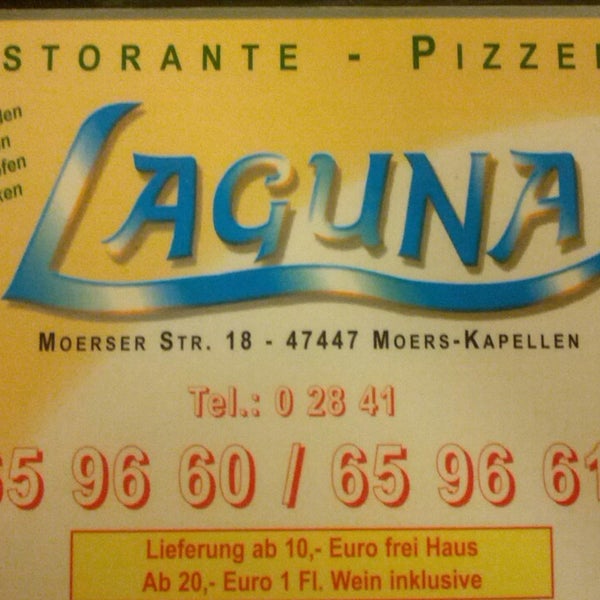 STORANTE - PIZZE
LAGUNA
MOERSER STR. 18 - 47447 MOERS-KAPELLEN
Tel.: 0 28 41
65 96 60 / 65 96 61
Lieferung ab 10,- Euro frei Haus
Ab 20,- Euro 1 Fl. Wein inklusive